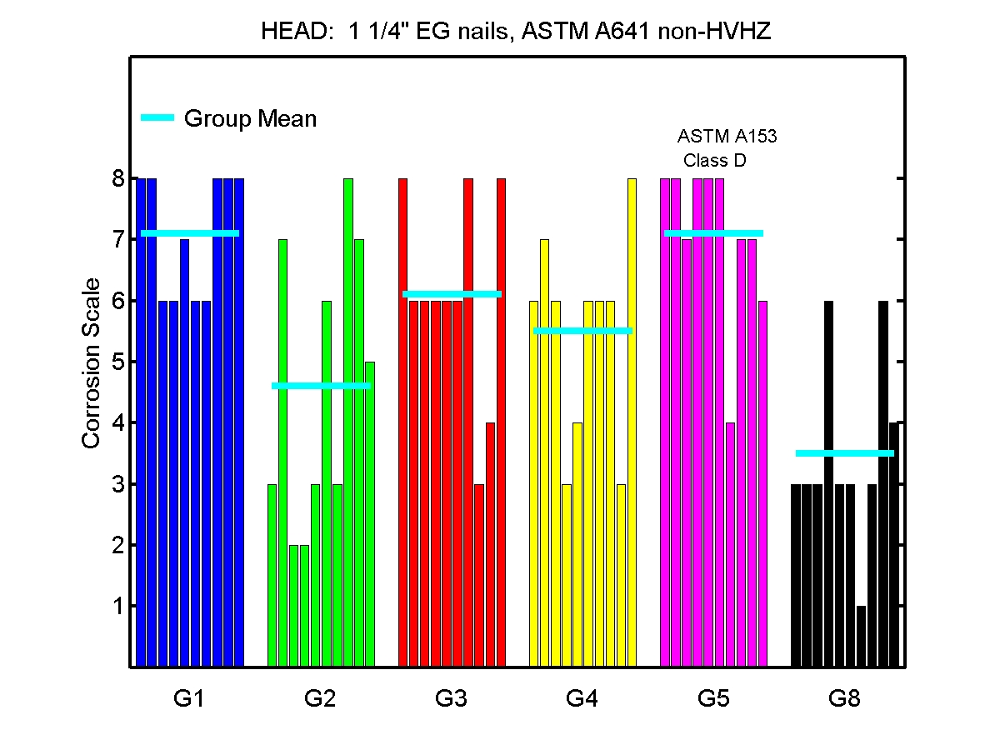 HEAD:  1 1/4" EG nails, ASTM A641 non-HVHZ
Group Mean
ASTM A153
Class D
8
7
6
5
4
3
2
1
Corrosion Scale
G1 G2 G3 G4 G5 G8